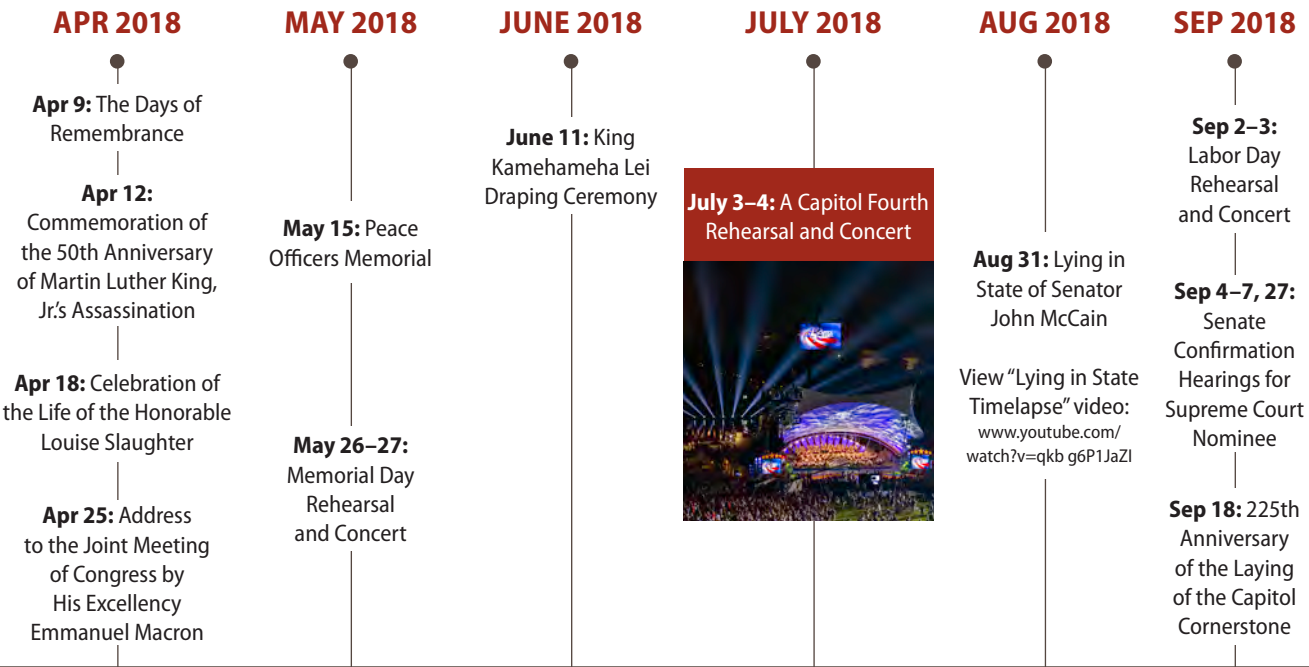 APR 2018
Apr 9: The Days of
Remembrance
Apr 12:
Commemoration of
the 50th Anniversary
of Martin Luther King,
Jr.'s Assassination
Apr 18: Celebration of
the Life of the Honorable
Louise Slaughter
Apr 25: Address
to the Joint Meeting
of Congress by
His Excellency
Emmanuel Macron
MAY 2018
May 15: Peace
Officers Memorial
May 26–27:
Memorial Day
Rehearsal
and Concert
JUNE 2018
June 11: King
Kamehameha Lei
Draping Ceremony
JULY 2018
July 3–4: A Capitol Fourth
Rehearsal and Concert
AUG 2018
Aug 31: Lying in
State of Senator
John McCain
View "Lying in State
Timelapse" video:
www.youtube.com/
watch?v=qkb g6P1JaZI
SEP 2018
Sep 2–3:
Labor Day
Rehearsal
and Concert
Sep 4–7, 27:
Senate
Confirmation
Hearings for
Supreme Court
Nominee
Sep 18: 225th
Anniversary
of the Laying
of the Capitol
Cornerstone